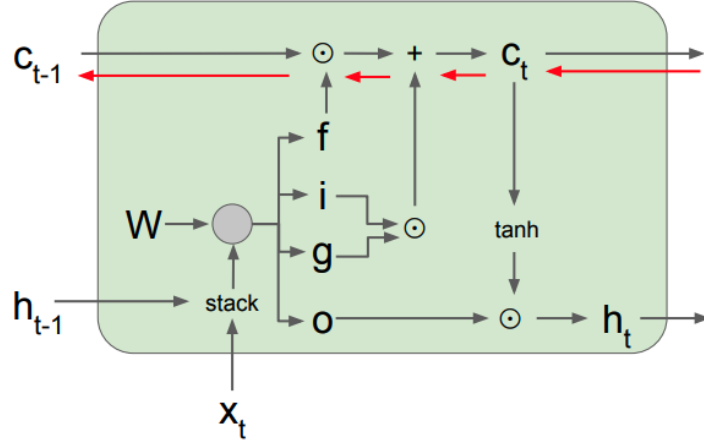 c_{t-1} ⊙ + c_t
f
W i
g ⊙ tanh
h_{t-1} stack o ⊙ h_t
x_t